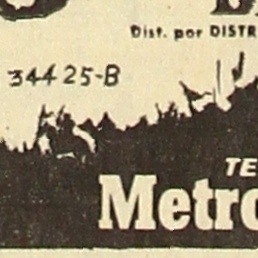 Dist. por DISTR
34425-B
TE
Metro